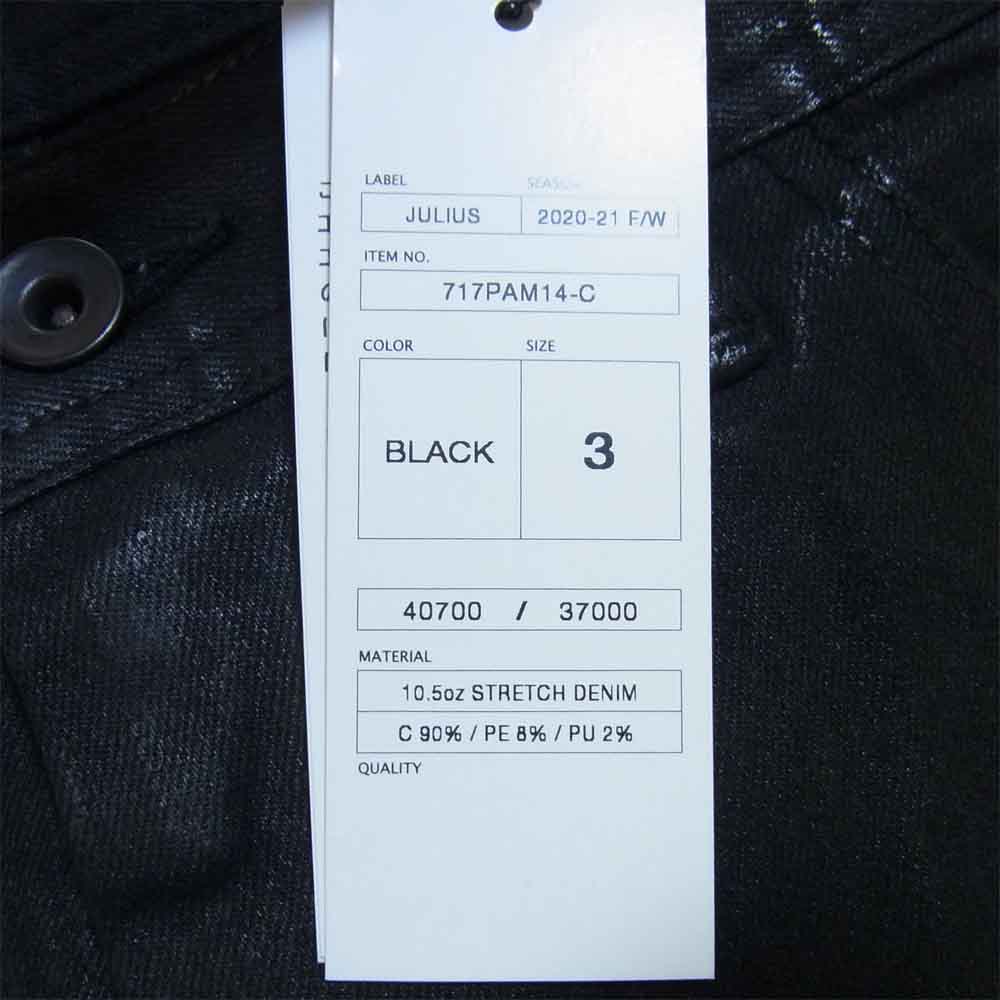 LABEL SEASON
JULIUS 2020-21 F/W
ITEM NO.
717PAM14-C
COLOR SIZE
BLACK 3
40700 / 37000
MATERIAL
10.5oz STRETCH DENIM
C 90% / PE 8% / PU 2%
QUALITY